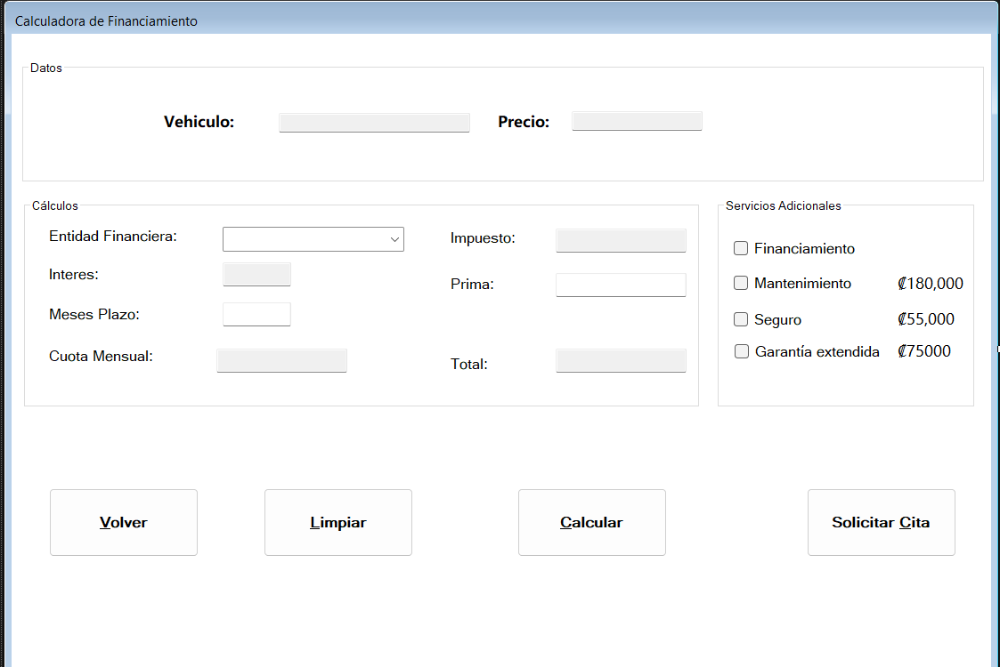 Calculadora de Financiamiento
Datos
Vehiculo:
Precio:
Cálculos
Entidad Financiera:
Impuesto:
Interes:
Prima:
Meses Plazo:
Cuota Mensual:
Total:
Servicios Adicionales
Financiamiento
Mantenimiento ₡180,000
Seguro ₡55,000
Garantía extendida ₡75000
Volver
Limpiar
Calcular
Solicitar Cita